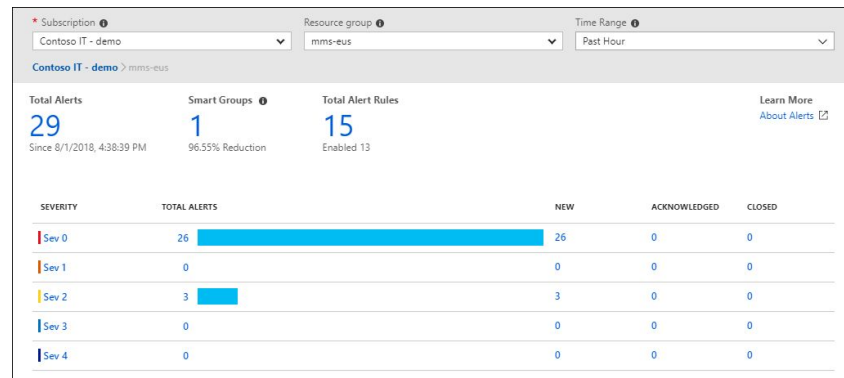 * Subscription Resource group Time Range
Contoso IT - demo mms-eus Past Hour
Contoso IT - demo > mms-eus
Total Alerts Smart Groups Total Alert Rules Learn More
29 1 15 About Alerts
Since 8/1/2018, 4:38:39 PM 96.55% Reduction Enabled 13
SEVERITY TOTAL ALERTS NEW ACKNOWLEDGED CLOSED
Sev 0 26 26 0 0
Sev 1 0 0 0 0
Sev 2 3 3 0 0
Sev 3 0 0 0 0
Sev 4 0 0 0 0